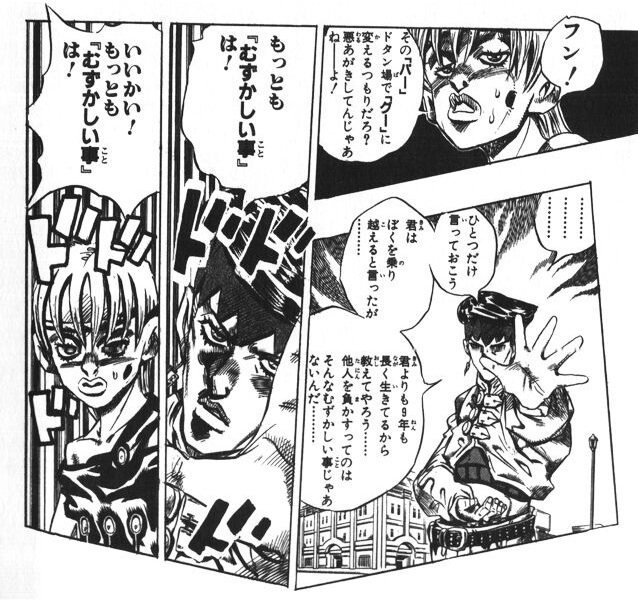 フン!
その『パー』に
ドタン場で『グー』に
変えるつもりだろ?
悪あがきしてんじゃあ
ねーよ!
…………
ひとつだけ
言っておこう
君は
ぼくを乗り
越えると言ったが
…………
君よりも9年も
長く生きてるから
教えてやろう……
他人を負かすってのは
そんなむずかしい事じゃあ
ないんだ……
もっとも
『むずかしい事』
は!
ドドド
ドド
いいかい!
もっとも
『むずかしい事』
は!
ドド
ドド
ドド